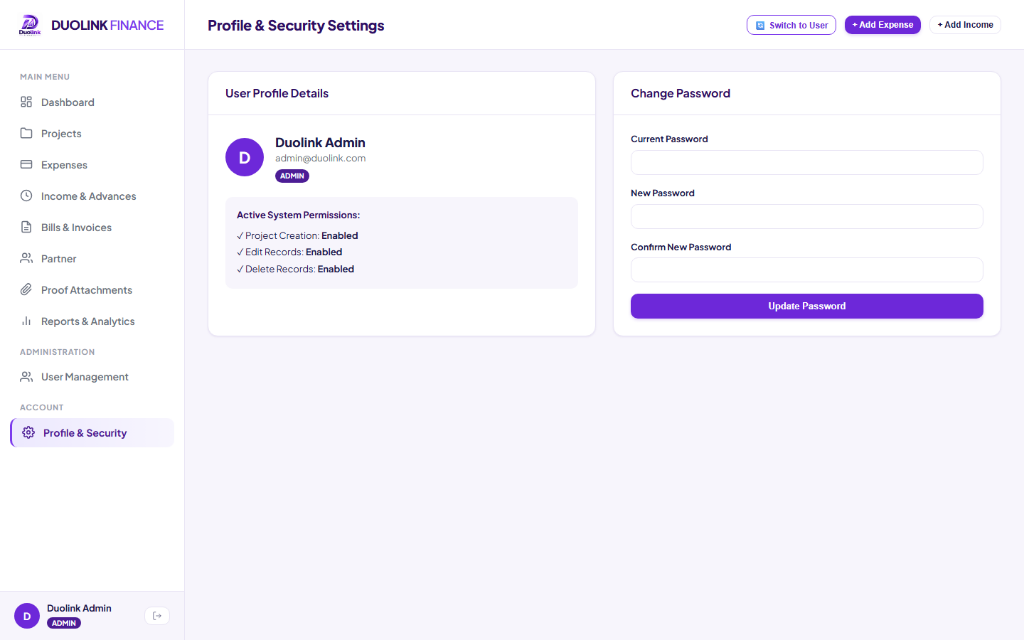 Duolink
DUOLINK FINANCE
MAIN MENU
Dashboard
Projects
Expenses
Income & Advances
Bills & Invoices
Partner
Proof Attachments
Reports & Analytics
ADMINISTRATION
User Management
ACCOUNT
Profile & Security
D
Duolink Admin
ADMIN
Profile & Security Settings
Switch to User
+ Add Expense
+ Add Income
User Profile Details
D
Duolink Admin
admin@duolink.com
ADMIN
Active System Permissions:
✓ Project Creation: Enabled
✓ Edit Records: Enabled
✓ Delete Records: Enabled
Change Password
Current Password
New Password
Confirm New Password
Update Password